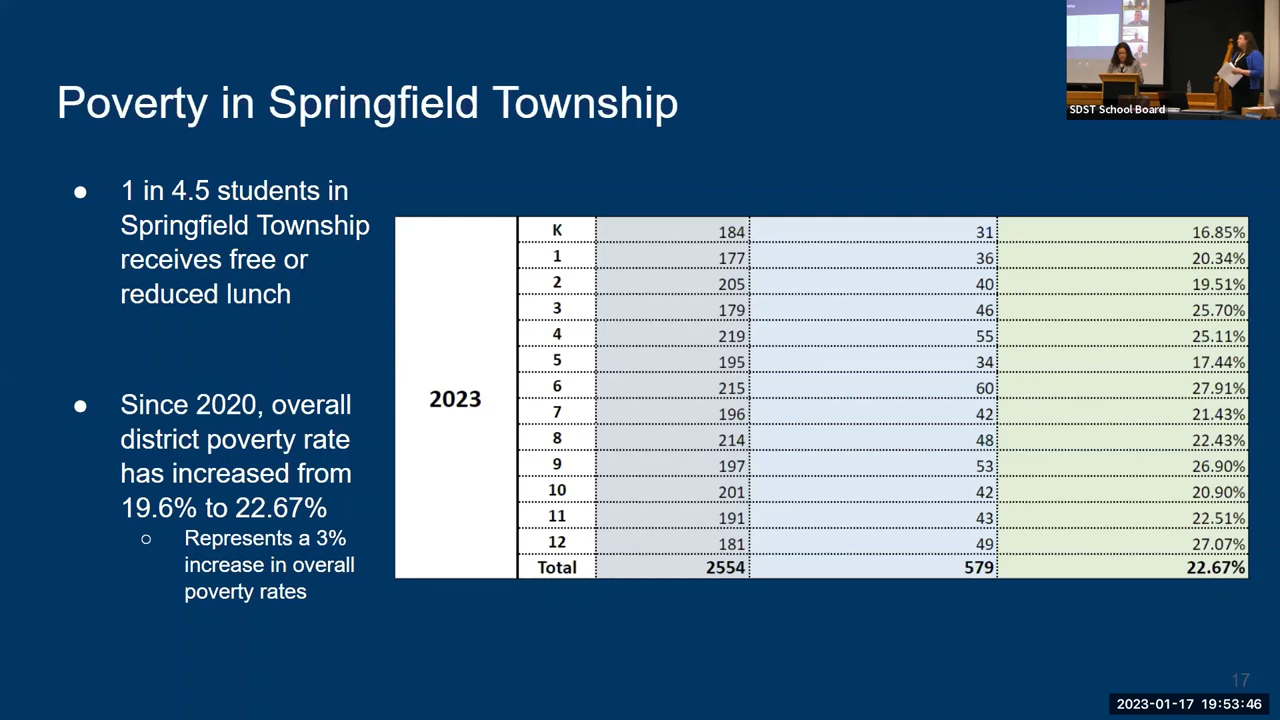 SDST School Board
Poverty in Springfield Township
● 1 in 4.5 students in
Springfield Township
receives free or
reduced lunch
● Since 2020, overall
district poverty rate
has increased from
19.6% to 22.67%
○ Represents a 3%
increase in overall
poverty rates
2023
K 184 31 16.85%
1 177 36 20.34%
2 205 40 19.51%
3 179 46 25.70%
4 219 55 25.11%
5 195 34 17.44%
6 215 60 27.91%
7 196 42 21.43%
8 214 48 22.43%
9 197 53 26.90%
10 201 42 20.90%
11 191 43 22.51%
12 181 49 27.07%
Total 2554 579 22.67%
17
2023-01-17 19:53:46